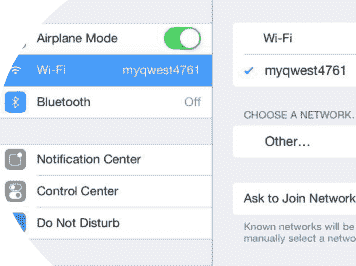 Airplane Mode
Wi-Fi myqwest4761
Bluetooth Off
Notification Center
Control Center
Do Not Disturb
Wi-Fi
myqwest4761
CHOOSE A NETWORK.
Other...
Ask to Join Network
Known networks will be
manually select a netwo